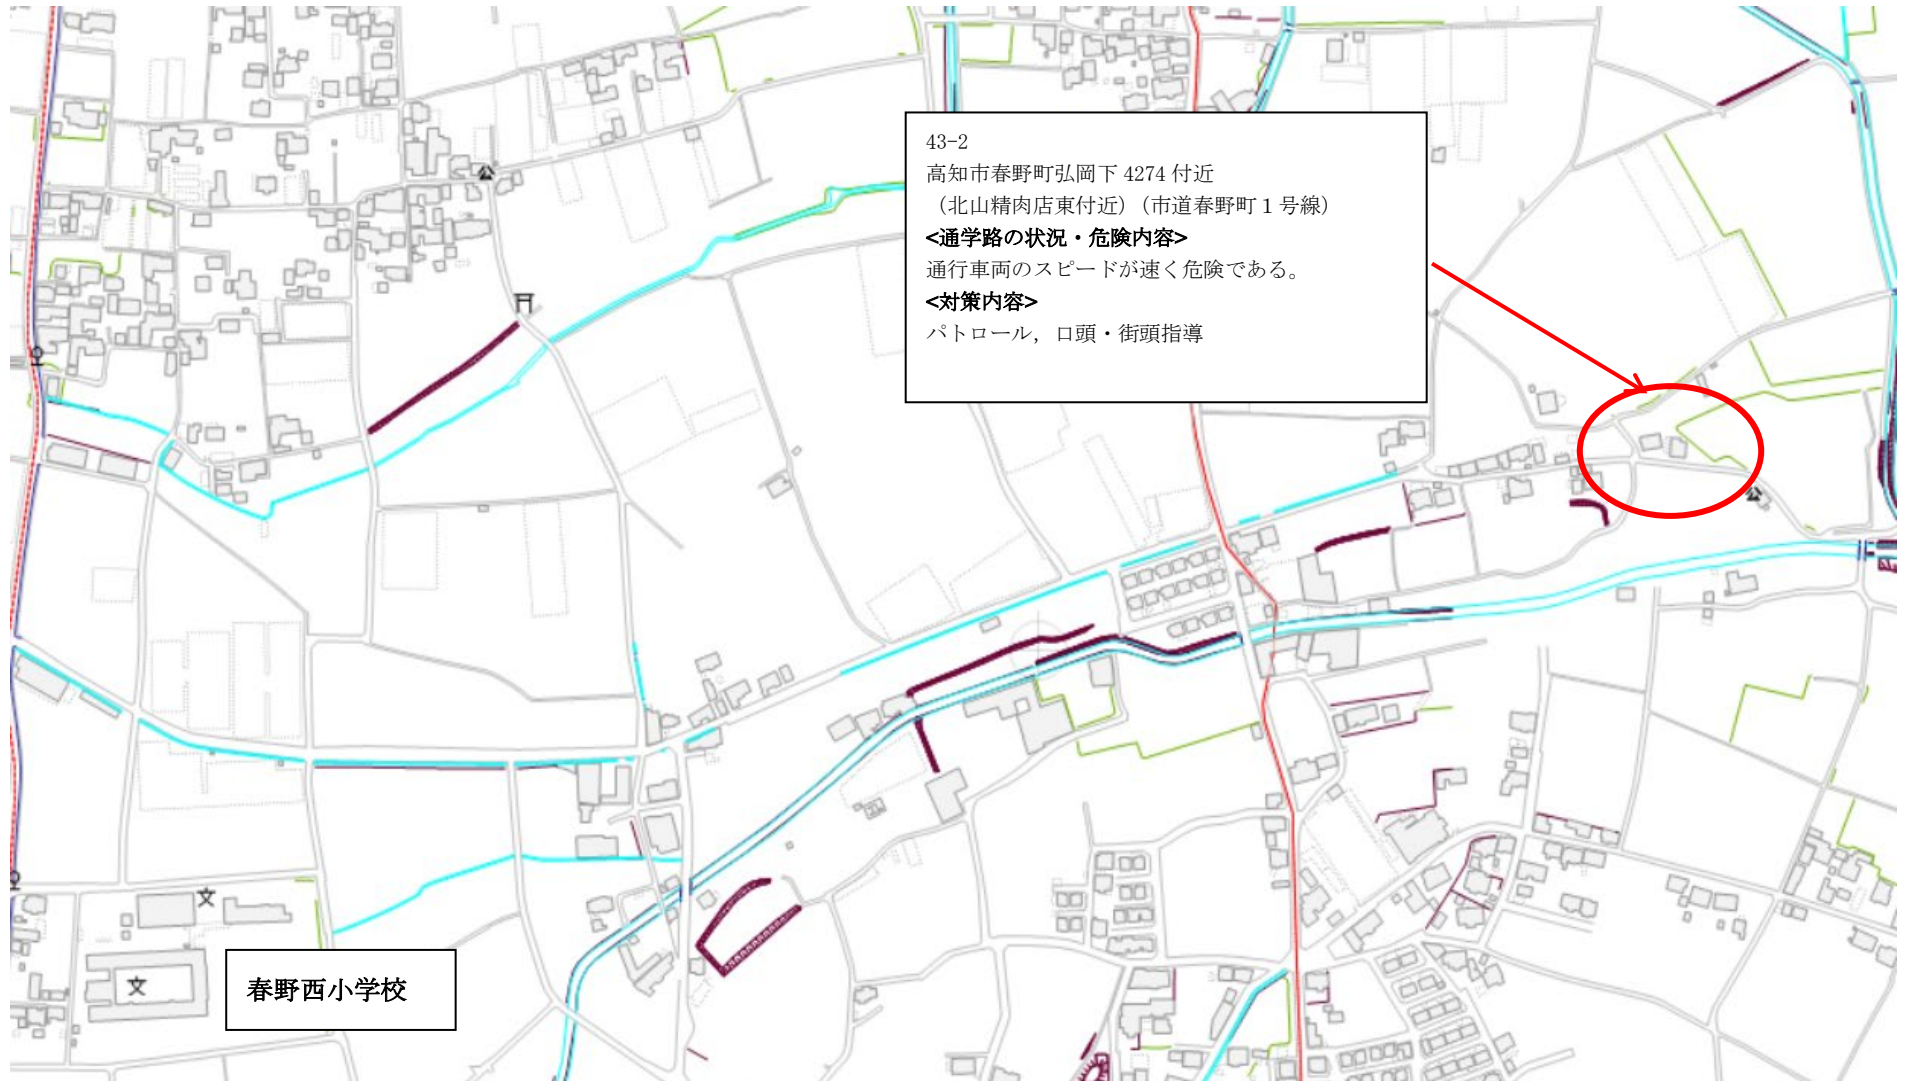 43-2
高知市春野町弘岡下 4274 付近
（北山精肉店東付近）（市道春野町１号線）
<通学路の状況・危険内容>
通行車両のスピードが速く危険である。
<対策内容>
パトロール，口頭・街頭指導
公
公
文
文
春野西小学校